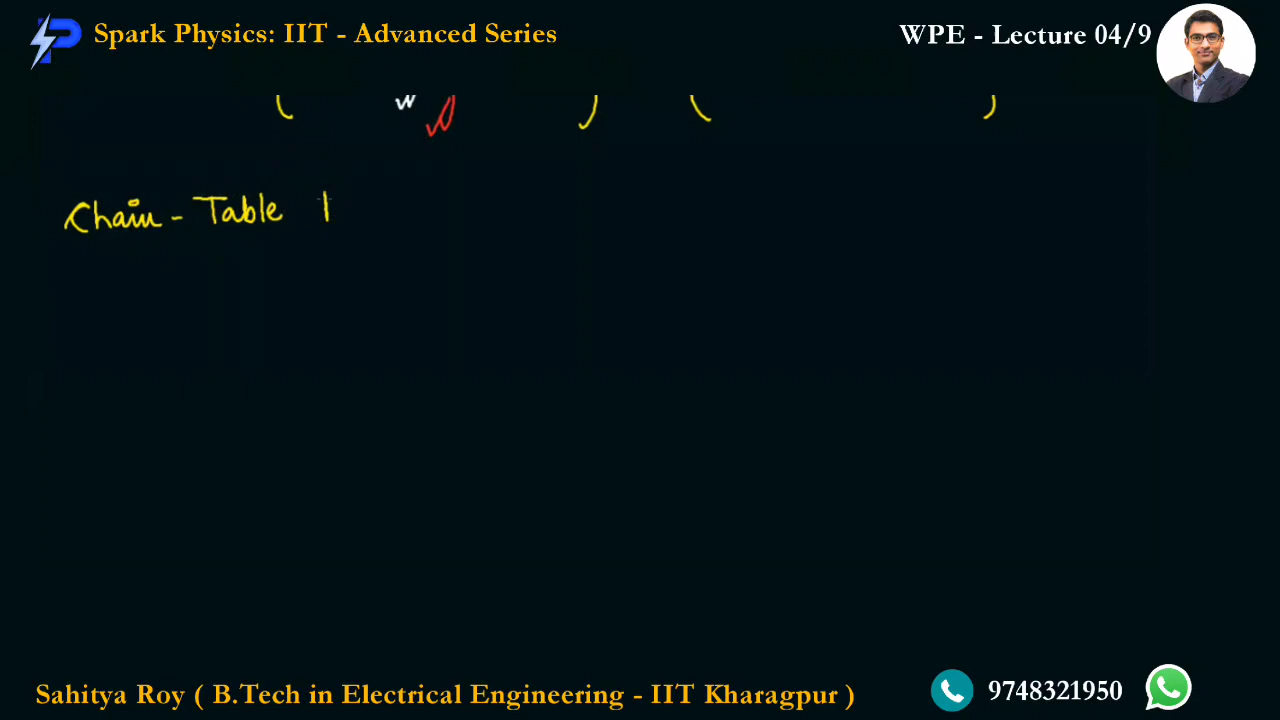 Spark Physics: IIT - Advanced Series
WPE - Lecture 04/9
Chain - Table
Sahitya Roy ( B.Tech in Electrical Engineering - IIT Kharagpur )
9748321950